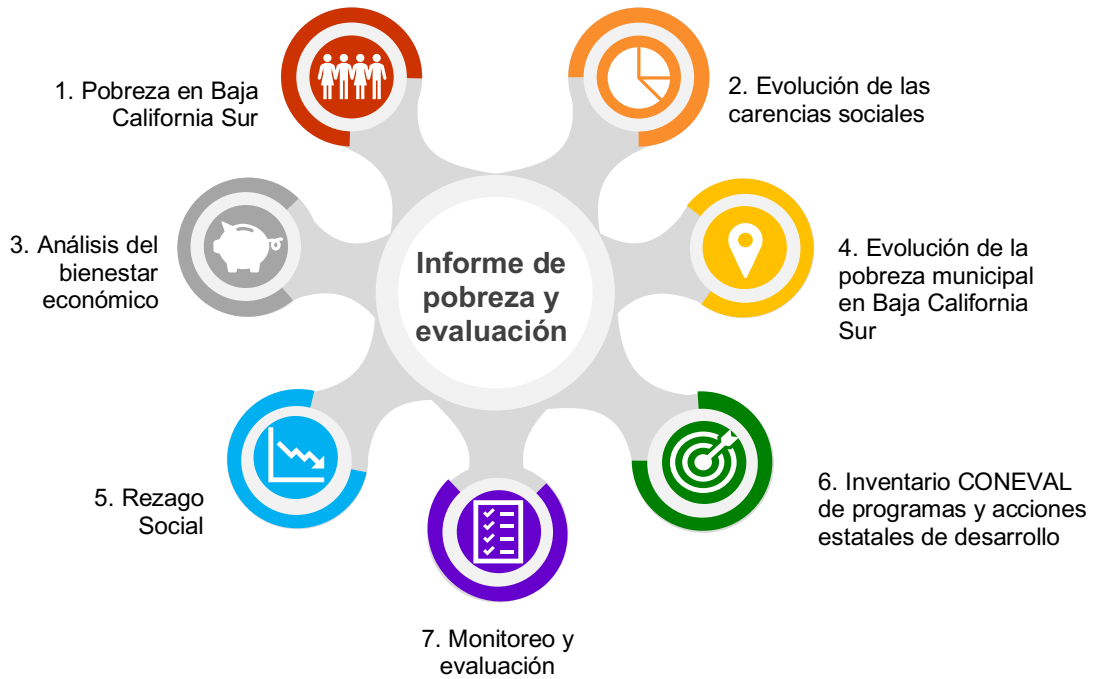 1. Pobreza en Baja
California Sur
2. Evolución de las
carencias sociales
3. Análisis del
bienestar
económico
Informe de
pobreza y
evaluación
4. Evolución de la
pobreza municipal
en Baja California
Sur
5. Rezago
Social
6. Inventario CONEVAL
de programas y acciones
estatales de desarrollo
7. Monitoreo y
evaluación